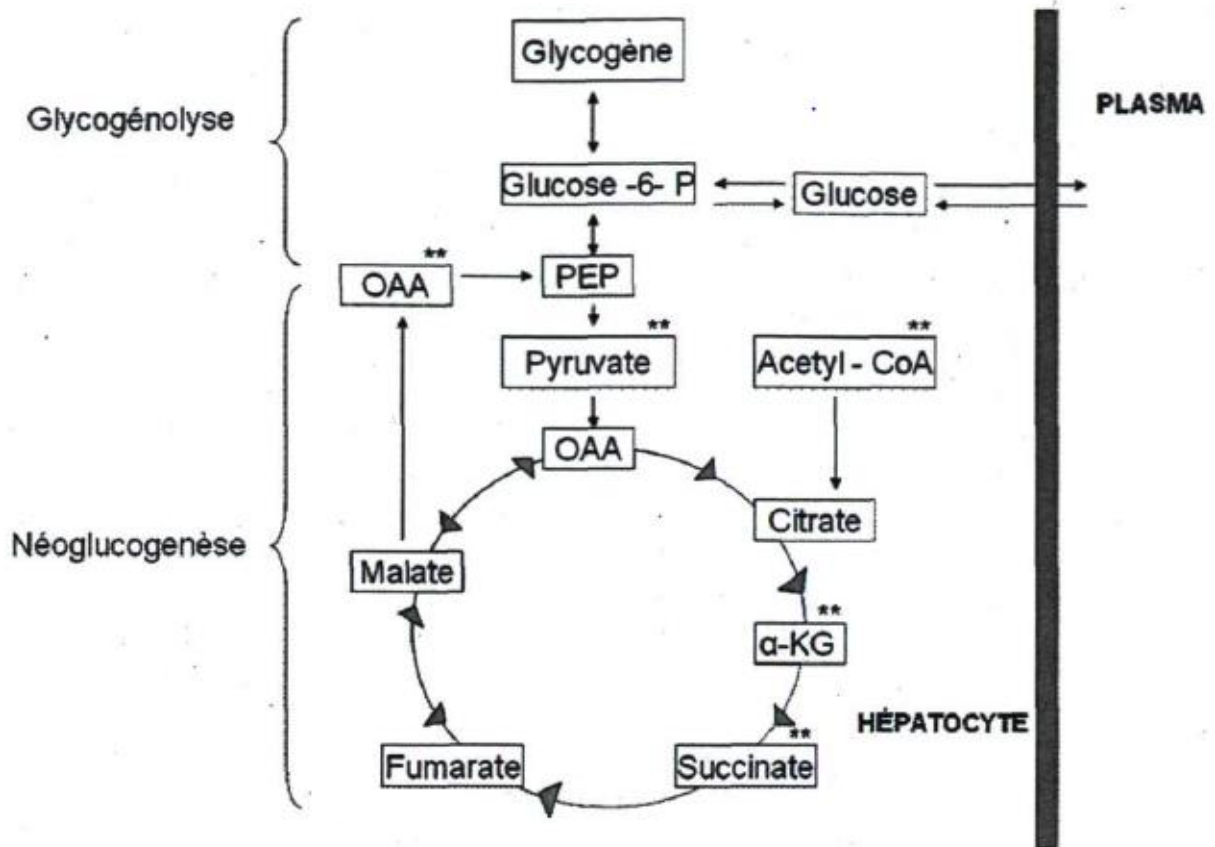 Glycogène
PLASMA
Glycogénolyse
Glucose -6- P
Glucose
**
OAA
PEP
**
Pyruvate
**
Acetyl - CoA
OAA
Citrate
Néoglucogenèse
Malate
**
α-KG
HÉPATOCYTE
**
Fumarate
Succinate